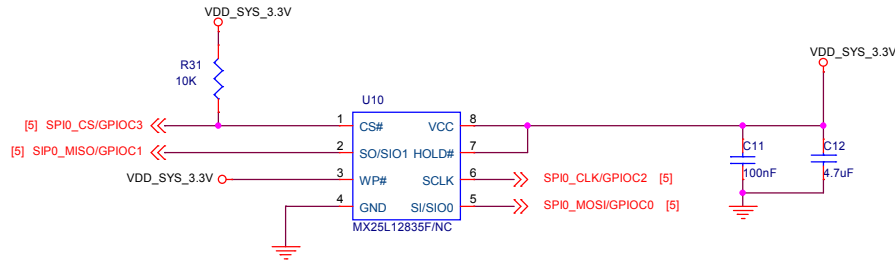 VDD_SYS_3.3V
VDD_SYS_3.3V
R31
10K
U10
[5] SPI0_CS/GPIOC3
1
CS#
VCC
8
C11
C12
[5] SIP0_MISO/GPIOC1
2
SO/SIO1
HOLD#
7
100nF
4.7uF
VDD_SYS_3.3V
3
WP#
SCLK
6
SPI0_CLK/GPIOC2 [5]
4
GND
SI/SIO0
5
SPI0_MOSI/GPIOC0 [5]
MX25L12835F/NC